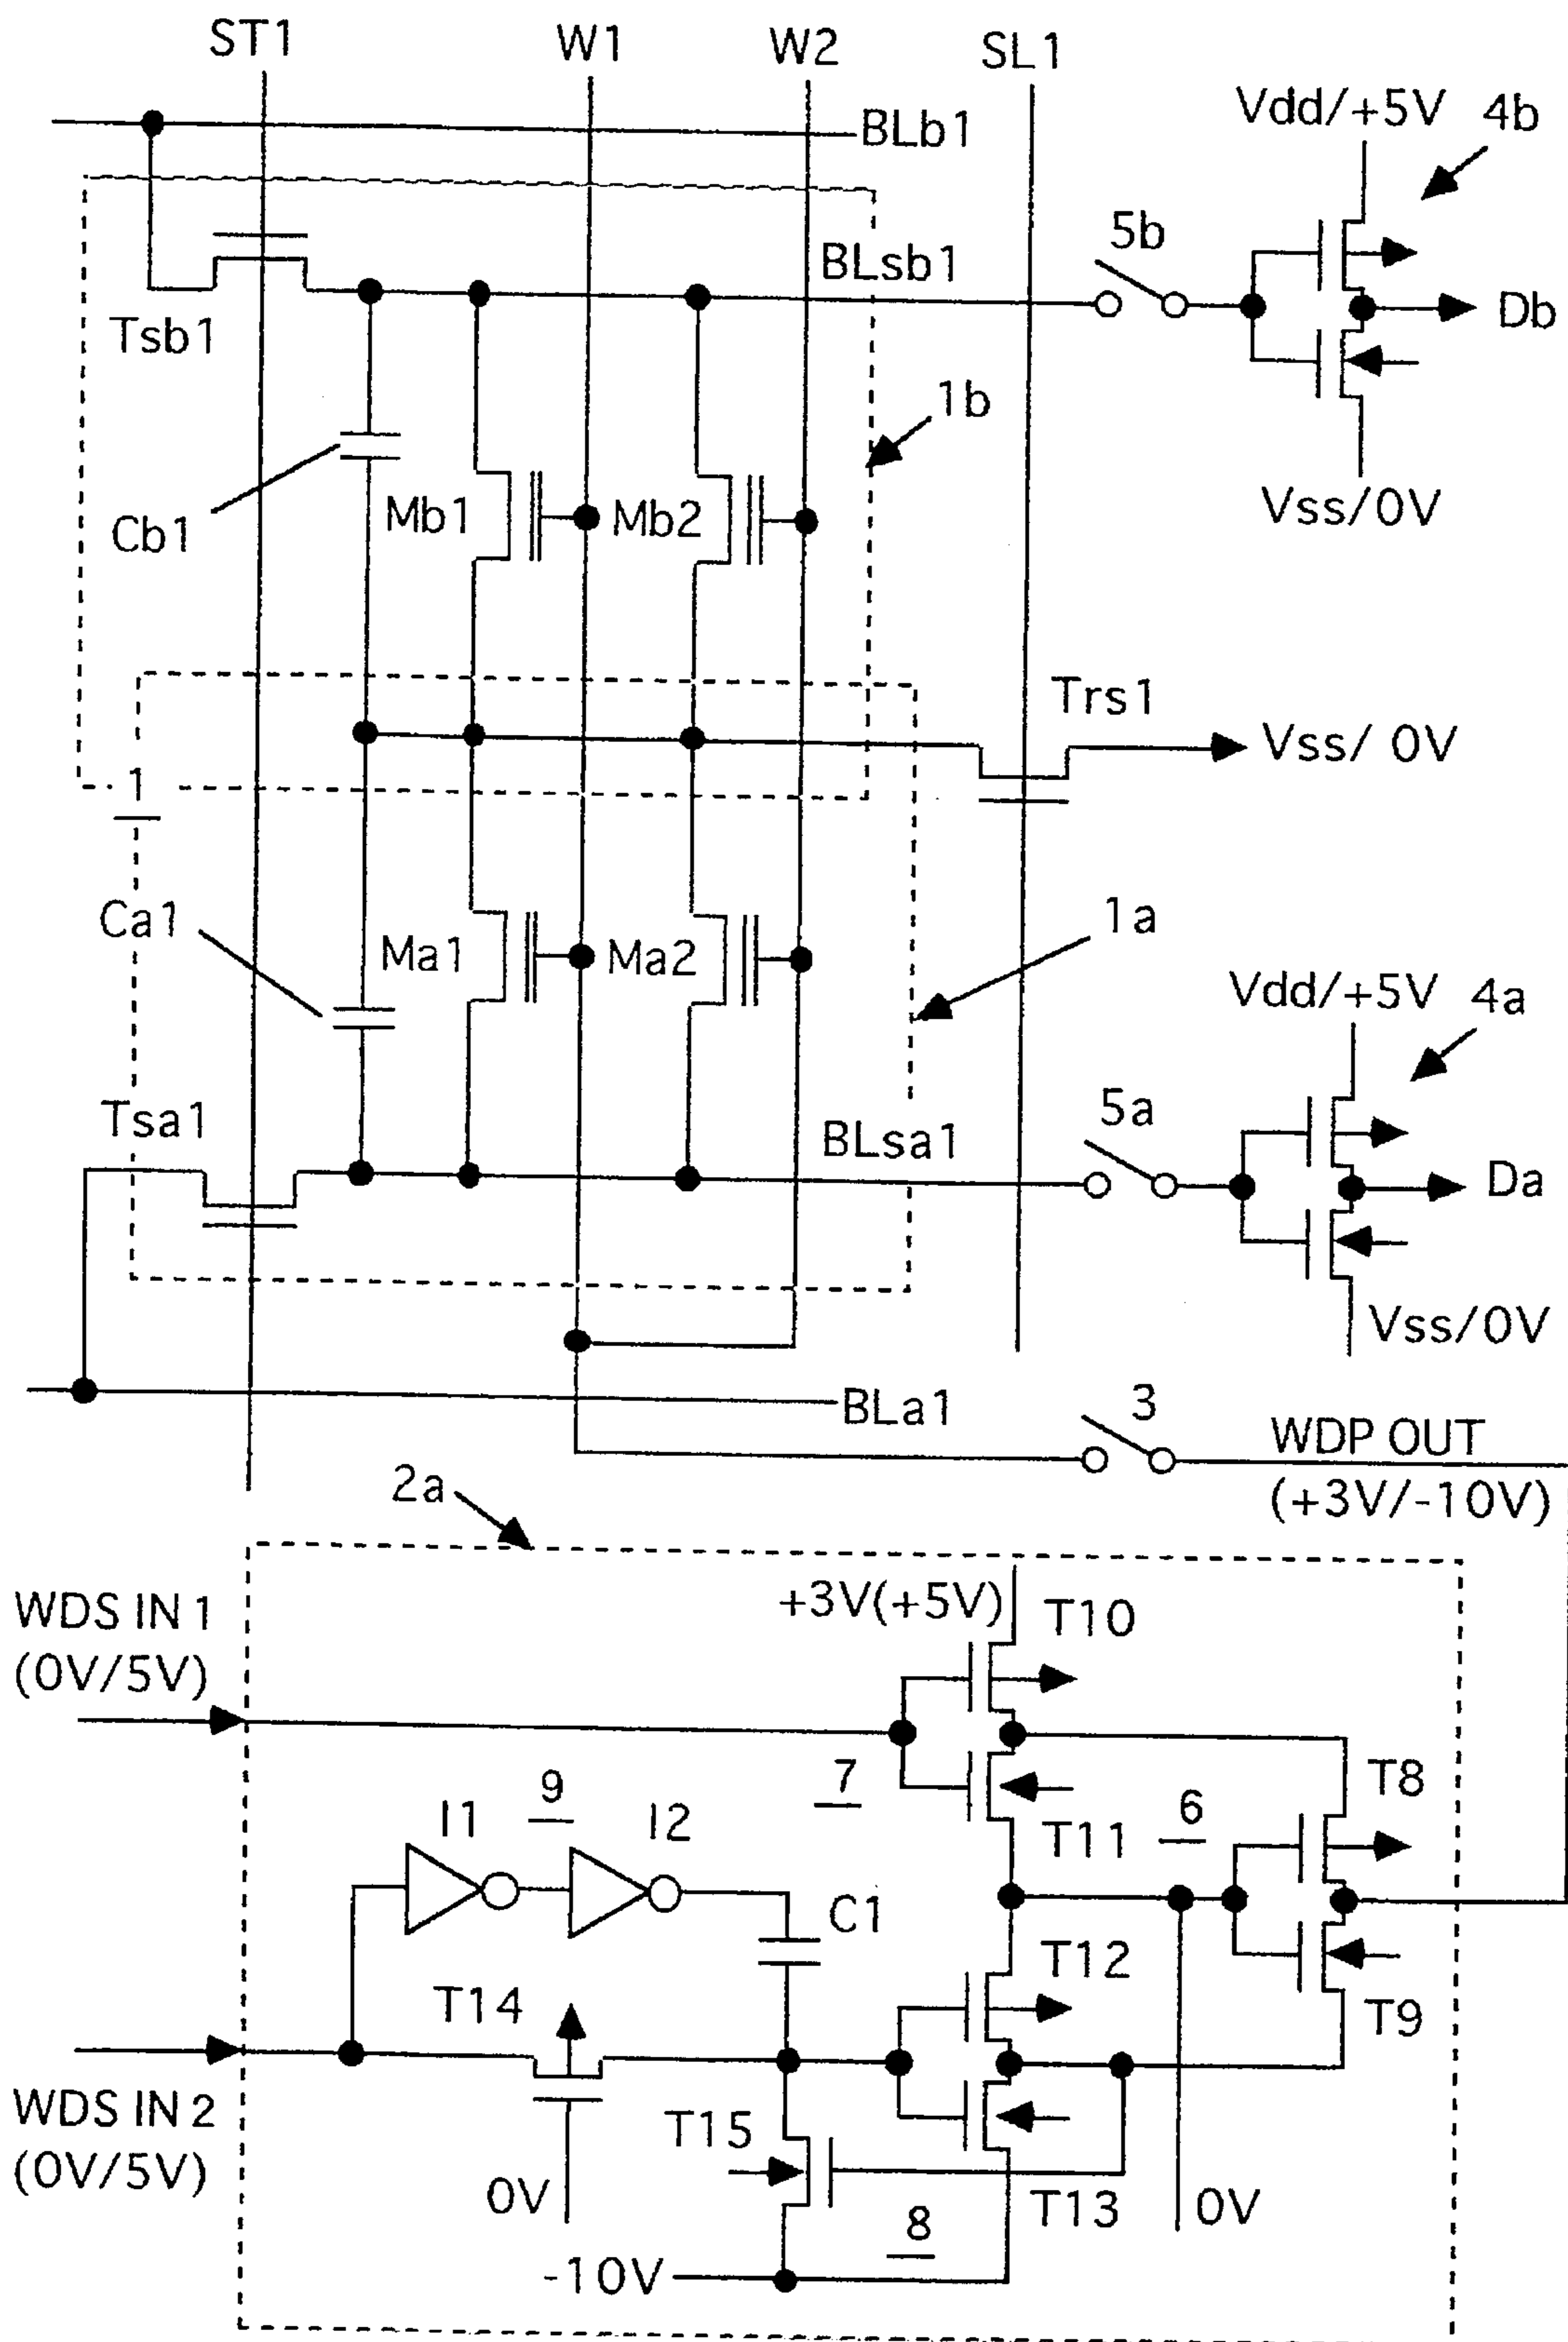 ST1
W1
W2
SL1
Vdd/+5V
4b
BLb1
5b
BLsb1
Db
Tsb1
1b
Cb1
Mb1
Mb2
Vss/0V
Trs1
Vss/ 0V
1
Ca1
Ma1
Ma2
1a
Vdd/+5V
4a
Tsa1
5a
BLsa1
Da
Vss/0V
BLa1
3
WDP OUT
(+3V/-10V)
2a
WDS IN 1
(0V/5V)
+3V(+5V)
T10
7
T8
9
6
I1
I2
T11
C1
T12
T14
T9
WDS IN 2
(0V/5V)
T15
0V
T13
0V
8
-10V